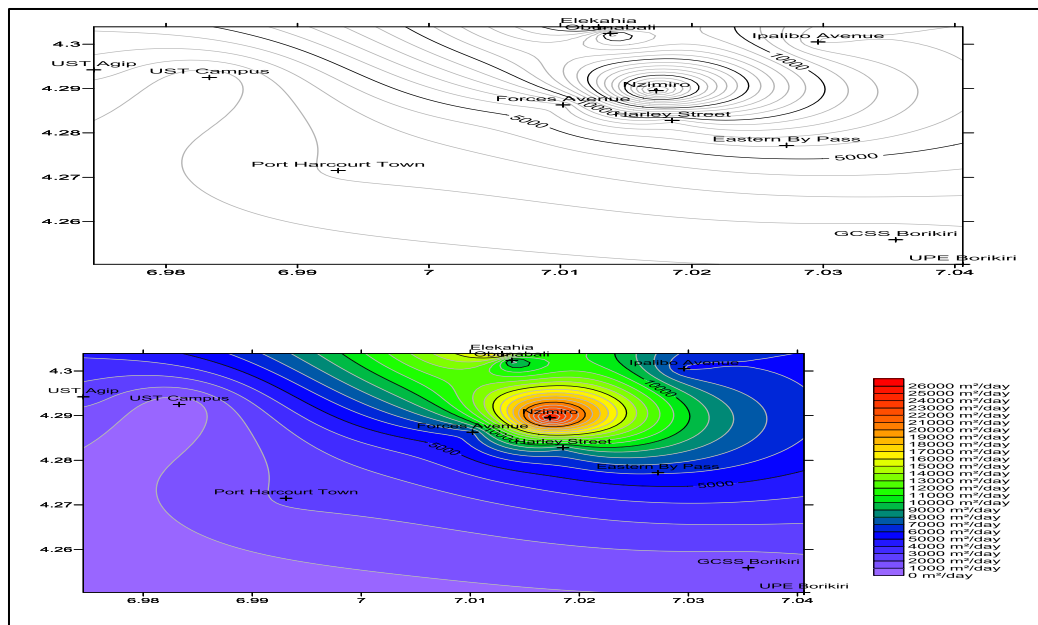 Elekahia
Ogbunabali
Ipalibo Avenue
4.3
10000
UST Agip
UST Campus
4.29
Nzimiro
Forces Avenue
10000
Harley Street
5000
4.28
Eastern By Pass
5000
Port Harcourt Town
4.27
4.26
GCSS Borikiri
UPE Borikiri
6.98
6.99
7
7.01
7.02
7.03
7.04
Elekahia
Ogbunabali
Ipalibo Avenue
4.3
10000
UST Agip
UST Campus
4.29
Nzimiro
Forces Avenue
10000
Harley Street
5000
4.28
Eastern By Pass
5000
Port Harcourt Town
4.27
4.26
GCSS Borikiri
UPE Borikiri
6.98
6.99
7
7.01
7.02
7.03
7.04
26000 m²/day
25000 m²/day
24000 m²/day
23000 m²/day
22000 m²/day
21000 m²/day
20000 m²/day
19000 m²/day
18000 m²/day
17000 m²/day
16000 m²/day
15000 m²/day
14000 m²/day
13000 m²/day
12000 m²/day
11000 m²/day
10000 m²/day
9000 m²/day
8000 m²/day
7000 m²/day
6000 m²/day
5000 m²/day
4000 m²/day
3000 m²/day
2000 m²/day
1000 m²/day
0 m²/day